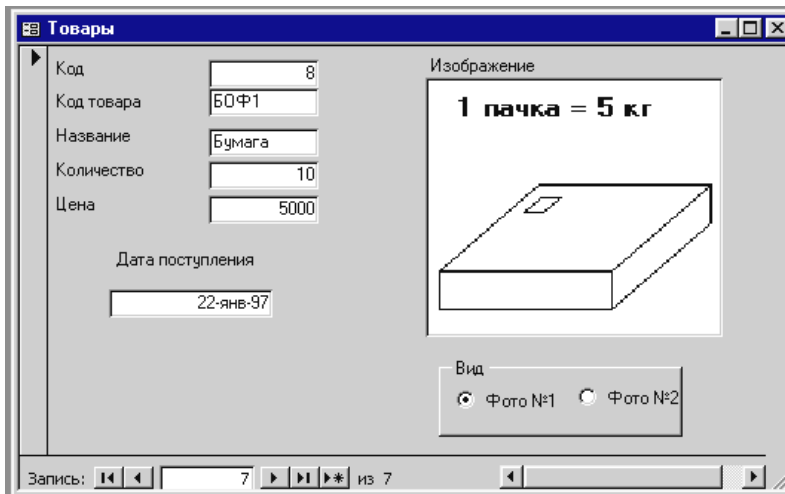 Товары
Код 8
Код товара БОФ1
Название Бумага
Количество 10
Цена 5000
Дата поступления
22-янв-97
Изображение
1 пачка = 5 кг
Вид
Фото №1 Фото №2
Запись: 7 из 7